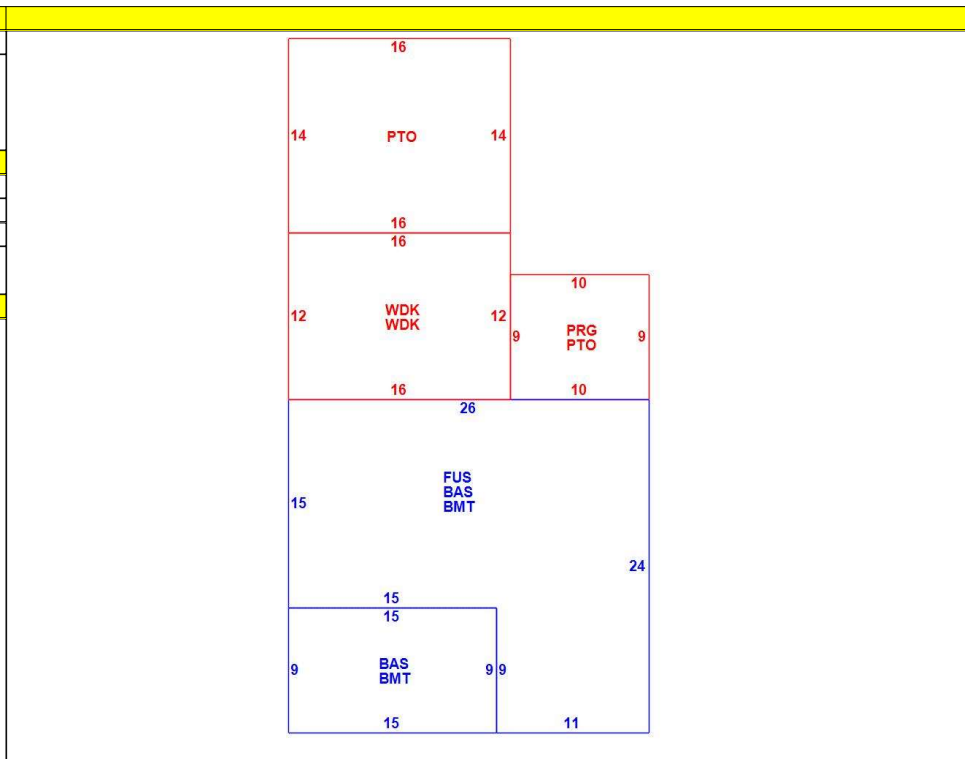 16
14 PTO 14
16
16
10
12 WDK 12
WDK
9 PRG 9
PTO
16 10
26
FUS
BAS
BMT
15
24
15
15
BAS
9 9 9
BMT
15 11